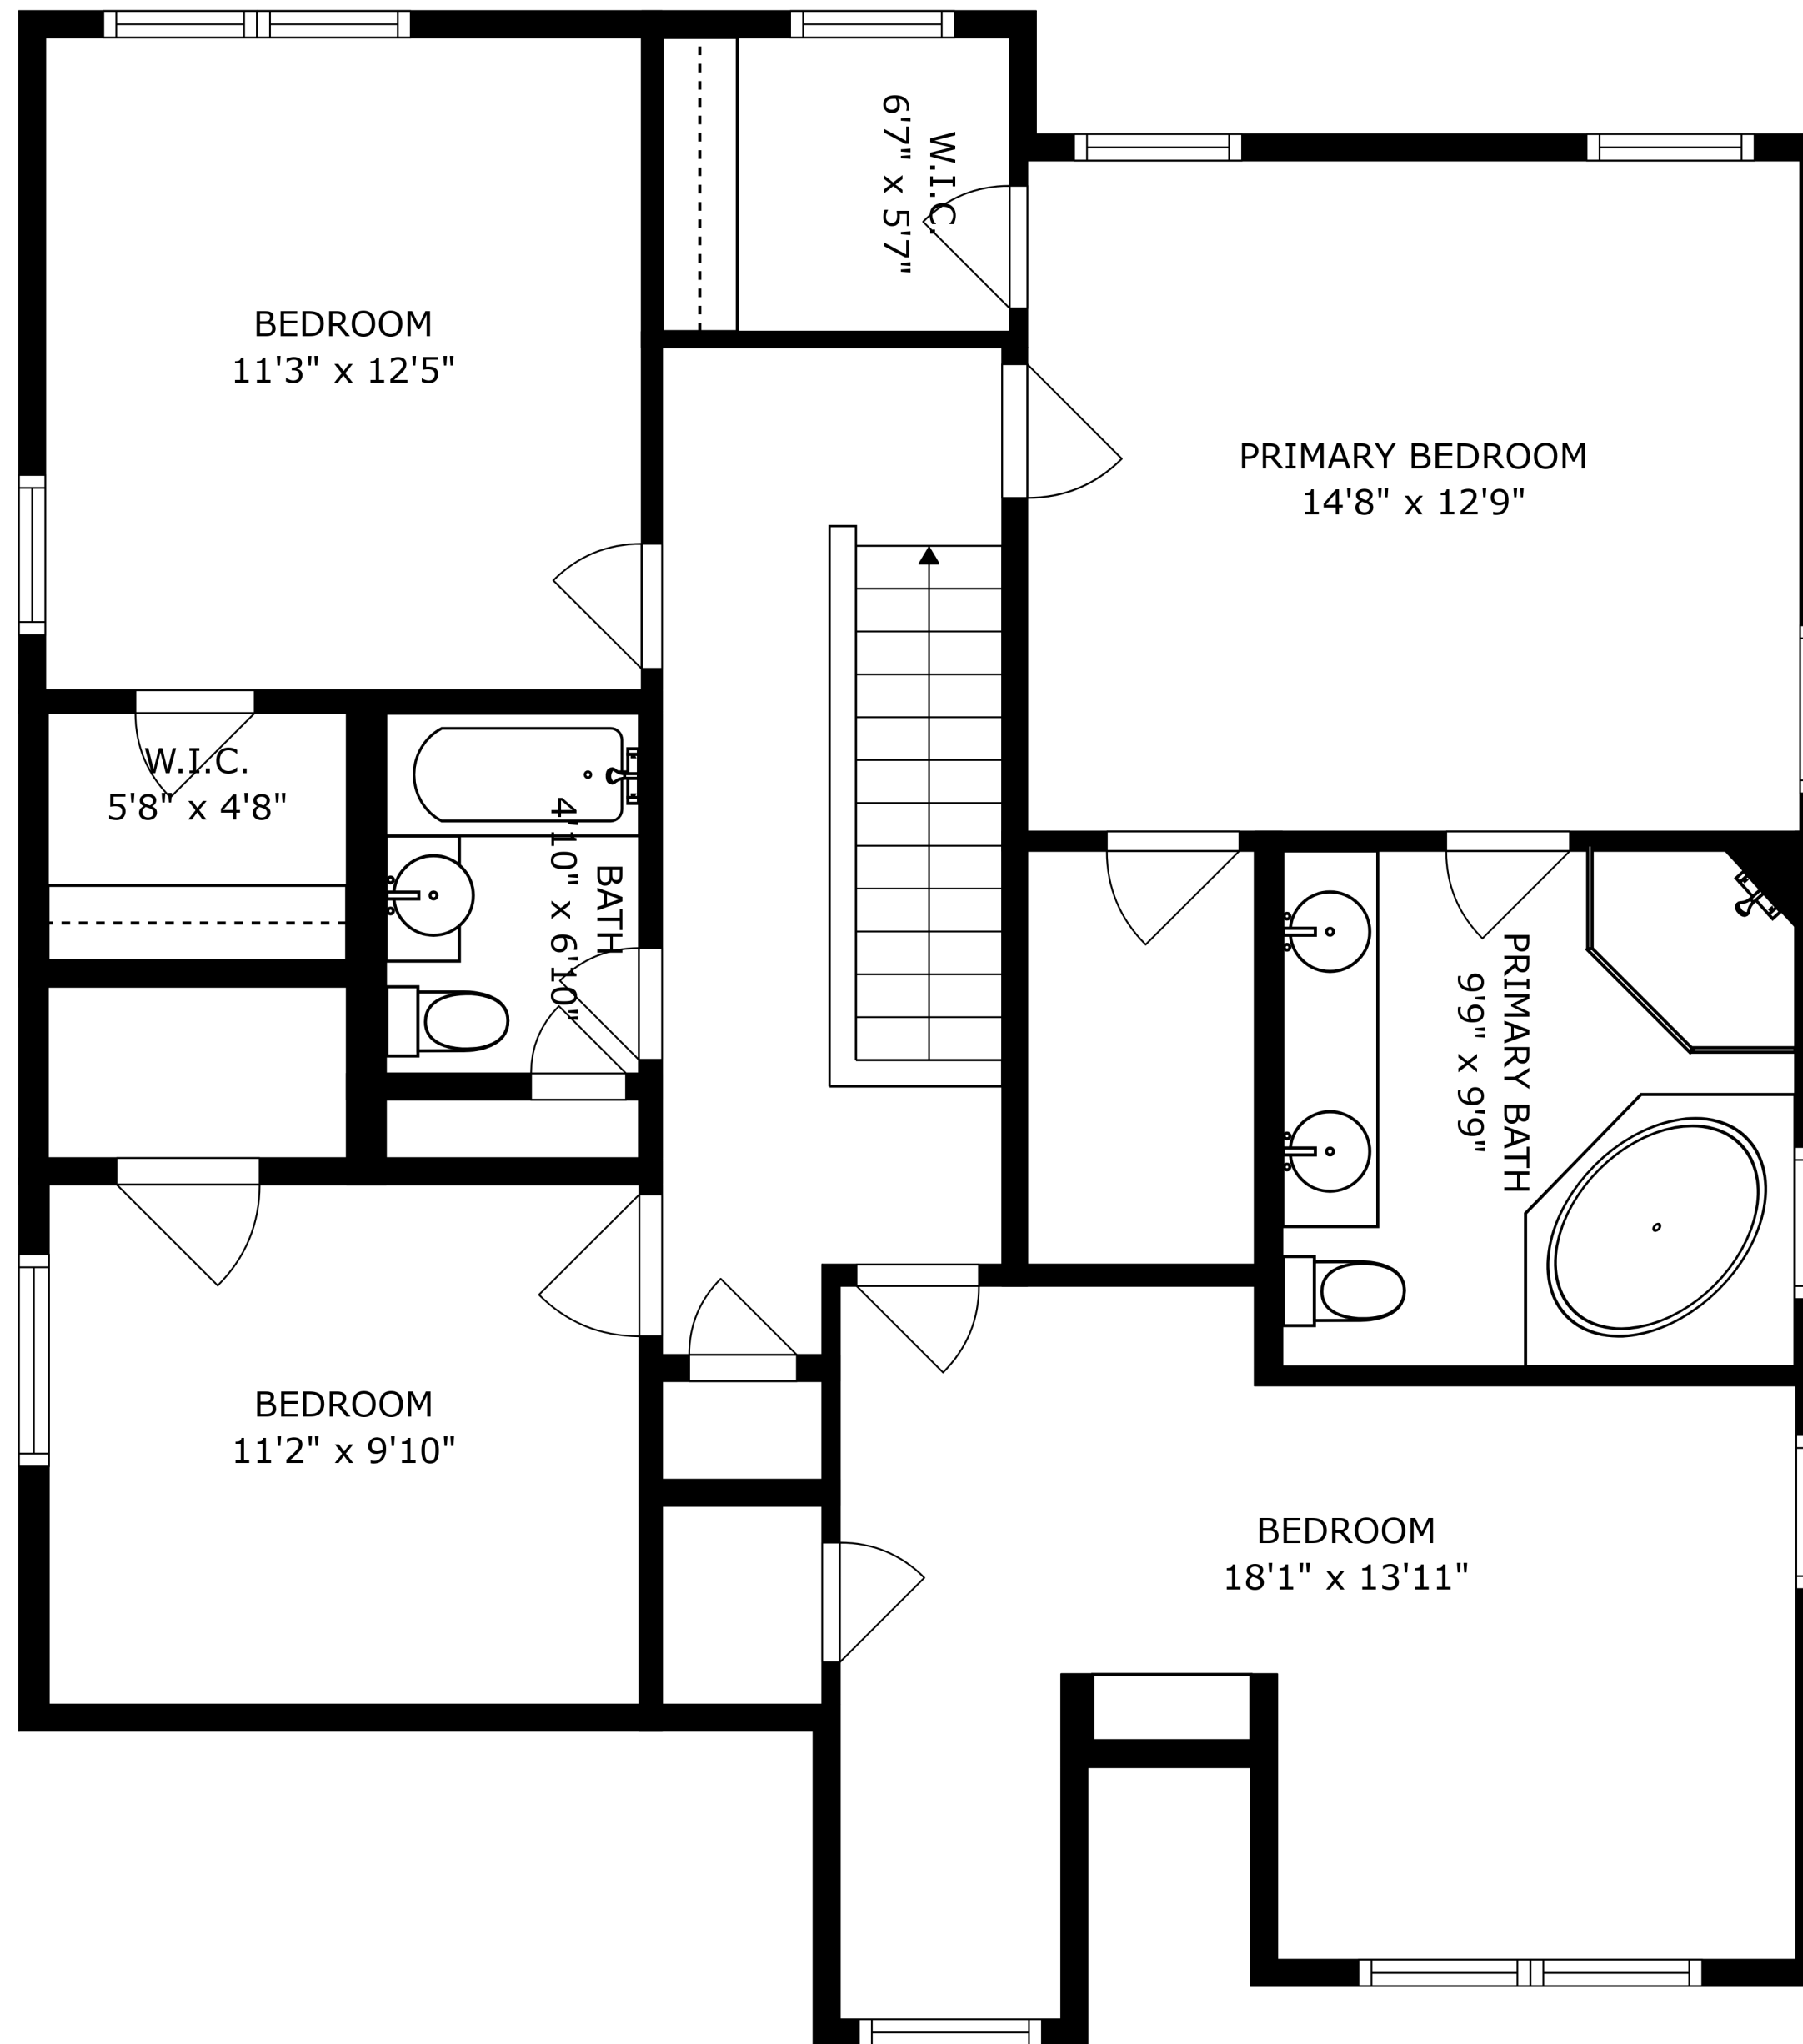 W.I.C.
6'7" x 5'7"
BEDROOM
11'3" x 12'5"
PRIMARY BEDROOM
14'8" x 12'9"
W.I.C.
5'8" x 4'8"
BATH
4'10" x 6'10"
PRIMARY BATH
9'9" x 9'9"
BEDROOM
11'2" x 9'10"
BEDROOM
18'1" x 13'11"